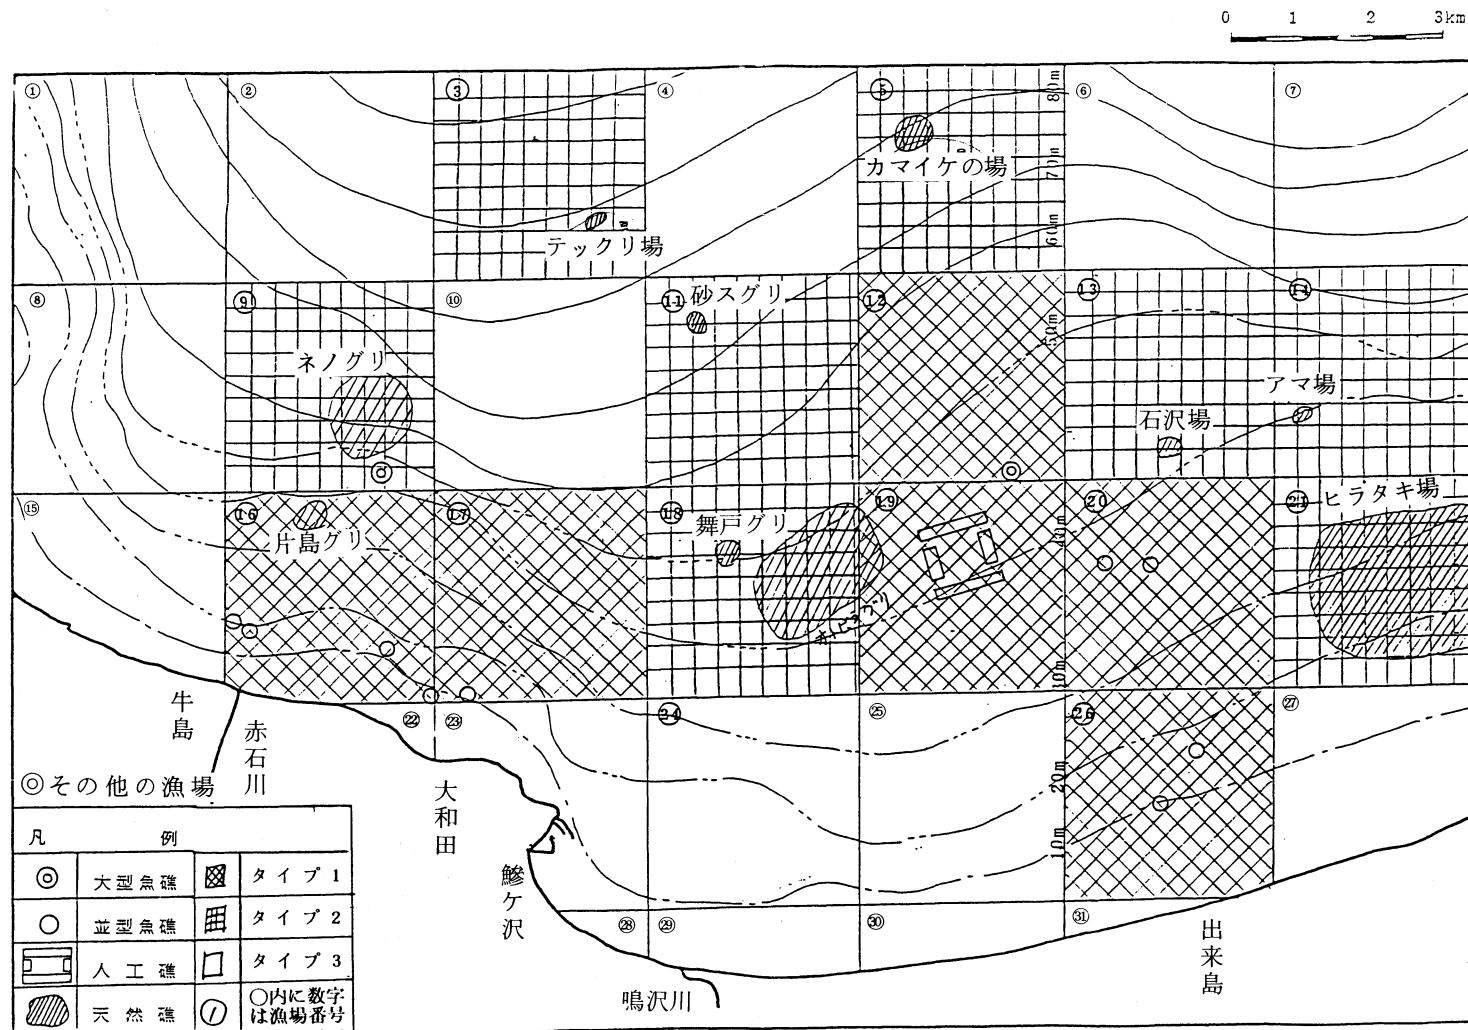 0 1 2 3km
① ② ③ ④ ⑤ ⑥ ⑦
80m
カマイケの場
70m
60m
テックリ場
⑧ ⑨ ⑩ ⑪ 砂スグリ ⑫ ⑬ ⑭
50m
ネノグリ
アマ場
石沢場
⑮ ⑯ ⑰ ⑱ 舞戸グリ ⑲ ⑳ ㉑ ヒラタキ場
片島グリ
10m
牛島
赤石川
㉒ ㉓ ㉔ ㉕ ㉖ ㉗
20m
10m
大和田
鰺ケ沢
㉘ ㉙ ㉚ ㉛
出来島
鳴沢川
◎その他の漁場
凡例
◎ 大型魚礁 タイプ1
○ 並型魚礁 タイプ2
人工礁 タイプ3
天然礁 ○内に数字
は漁場番号